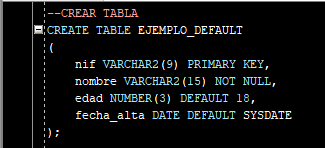 --CREAR TABLA
CREATE TABLE EJEMPLO_DEFAULT
(
nif VARCHAR2(9) PRIMARY KEY,
nombre VARCHAR2(15) NOT NULL,
edad NUMBER(3) DEFAULT 18,
fecha_alta DATE DEFAULT SYSDATE
);